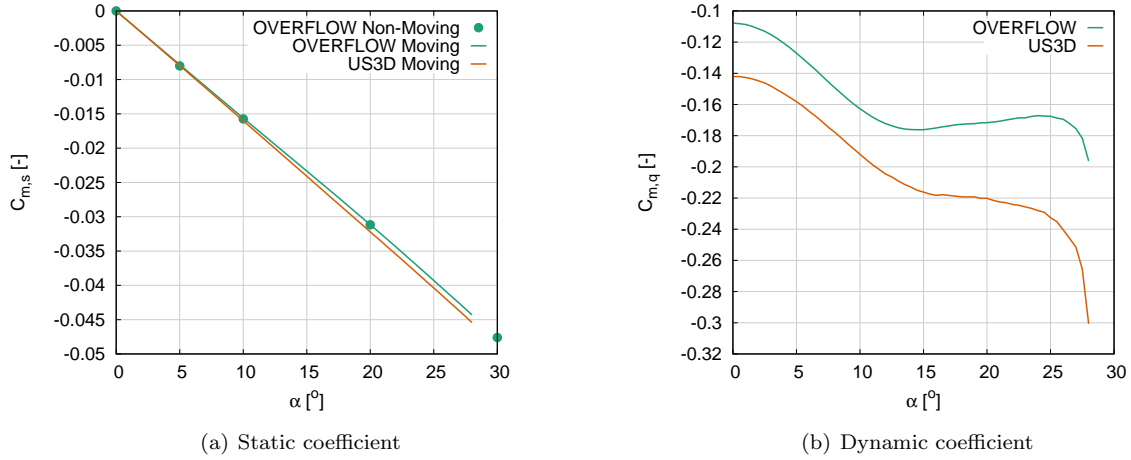 0
-0.005
-0.01
-0.015
-0.02
-0.025
-0.03
-0.035
-0.04
-0.045
-0.05
C_{m,s} [-]
OVERFLOW Non-Moving
OVERFLOW Moving
US3D Moving
0 5 10 15 20 25 30
α [°]
(a) Static coefficient
-0.1
-0.12
-0.14
-0.16
-0.18
-0.2
-0.22
-0.24
-0.26
-0.28
-0.3
-0.32
C_{m,q} [-]
OVERFLOW
US3D
0 5 10 15 20 25 30
α [°]
(b) Dynamic coefficient